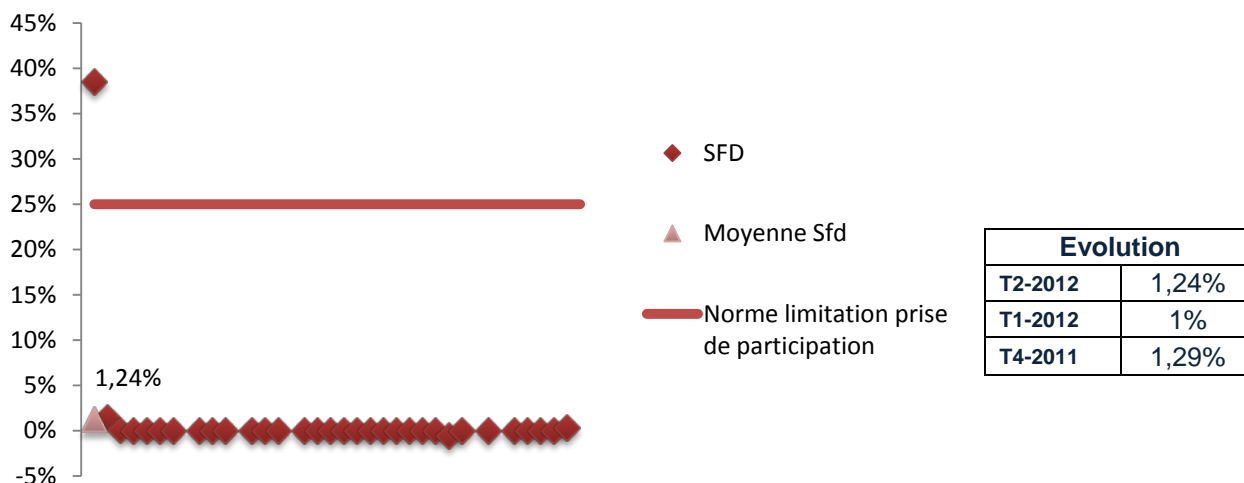 45%
40%
35%
30%
25%
20%
15%
10%
5%
0%
-5%
1,24%
SFD
Moyenne Sfd
Norme limitation prise
de participation
Evolution
T2-2012 1,24%
T1-2012 1%
T4-2011 1,29%